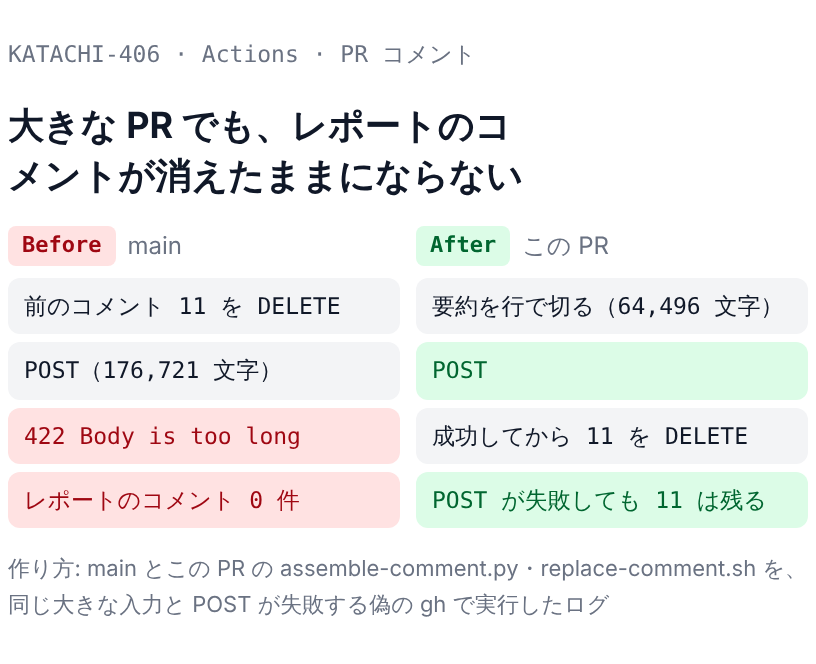 KATACHI-406 · Actions · PR コメント
大きな PR でも、レポートのコ
メントが消えたままにならない
Before main
After この PR
前のコメント 11 を DELETE
要約を行で切る（64,496 文字）
POST（176,721 文字）
POST
422 Body is too long
成功してから 11 を DELETE
レポートのコメント 0 件
POST が失敗しても 11 は残る
作り方: main とこの PR の assemble-comment.py・replace-comment.sh を、
同じ大きな入力と POST が失敗する偽の gh で実行したログ